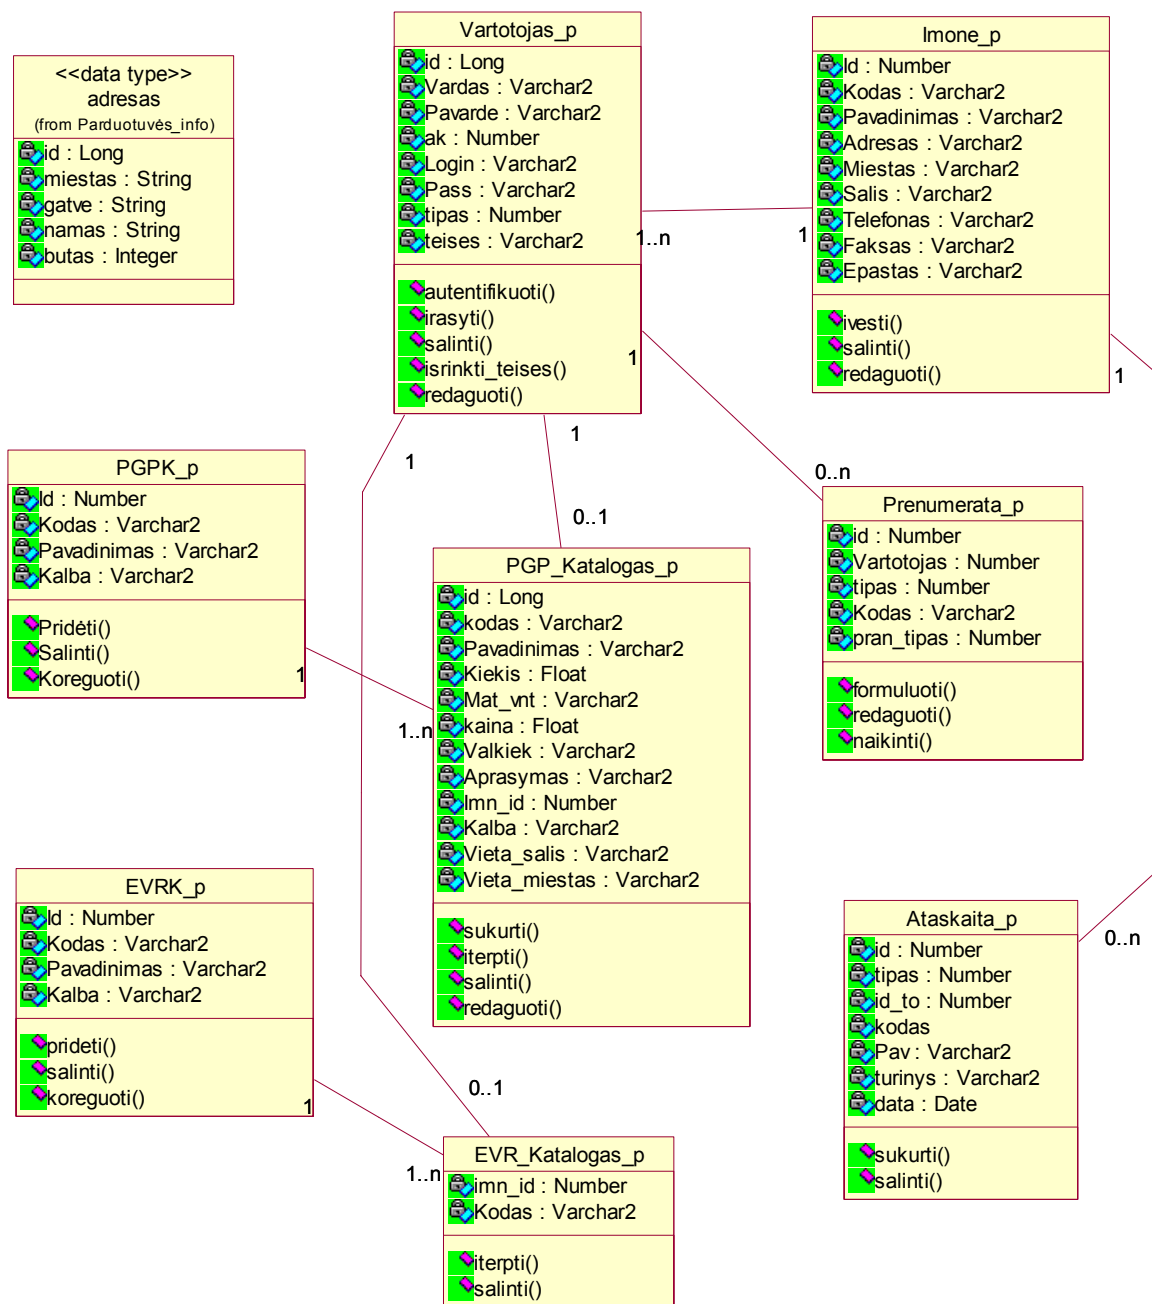 <<data type>>
adresas
(from Parduotuvės_info)
id : Long
miestas : String
gatve : String
namas : String
butas : Integer
Vartotojas_p
id : Long
Vardas : Varchar2
Pavarde : Varchar2
ak : Number
Login : Varchar2
Pass : Varchar2
tipas : Number
teises : Varchar2
autentifikuoti()
irasyti()
salinti()
isrinkti_teises()
redaguoti()
Imone_p
Id : Number
Kodas : Varchar2
Pavadinimas : Varchar2
Adresas : Varchar2
Miestas : Varchar2
Salis : Varchar2
Telefonas : Varchar2
Faksas : Varchar2
Epastas : Varchar2
ivesti()
salinti()
redaguoti()
1..n
1
1
1
1
1
0..n
0..1
PGPK_p
Id : Number
Kodas : Varchar2
Pavadinimas : Varchar2
Kalba : Varchar2
Pridėti()
Salinti()
Koreguoti()
1
1..n
PGP_Katalogas_p
id : Long
kodas : Varchar2
Pavadinimas : Varchar2
Kiekis : Float
Mat_vnt : Varchar2
kaina : Float
Valkiek : Varchar2
Aprasymas : Varchar2
Imn_id : Number
Kalba : Varchar2
Vieta_salis : Varchar2
Vieta_miestas : Varchar2
sukurti()
iterpti()
salinti()
redaguoti()
Prenumerata_p
id : Number
Vartotojas : Number
tipas : Number
Kodas : Varchar2
pran_tipas : Number
formuluoti()
redaguoti()
naikinti()
EVRK_p
Id : Number
Kodas : Varchar2
Pavadinimas : Varchar2
Kalba : Varchar2
prideti()
salinti()
koreguoti()
1
0..1
1..n
EVR_Katalogas_p
imn_id : Number
Kodas : Varchar2
iterpti()
salinti()
Ataskaita_p
id : Number
tipas : Number
id_to : Number
kodas
Pav : Varchar2
turinys : Varchar2
data : Date
sukurti()
salinti()
0..n